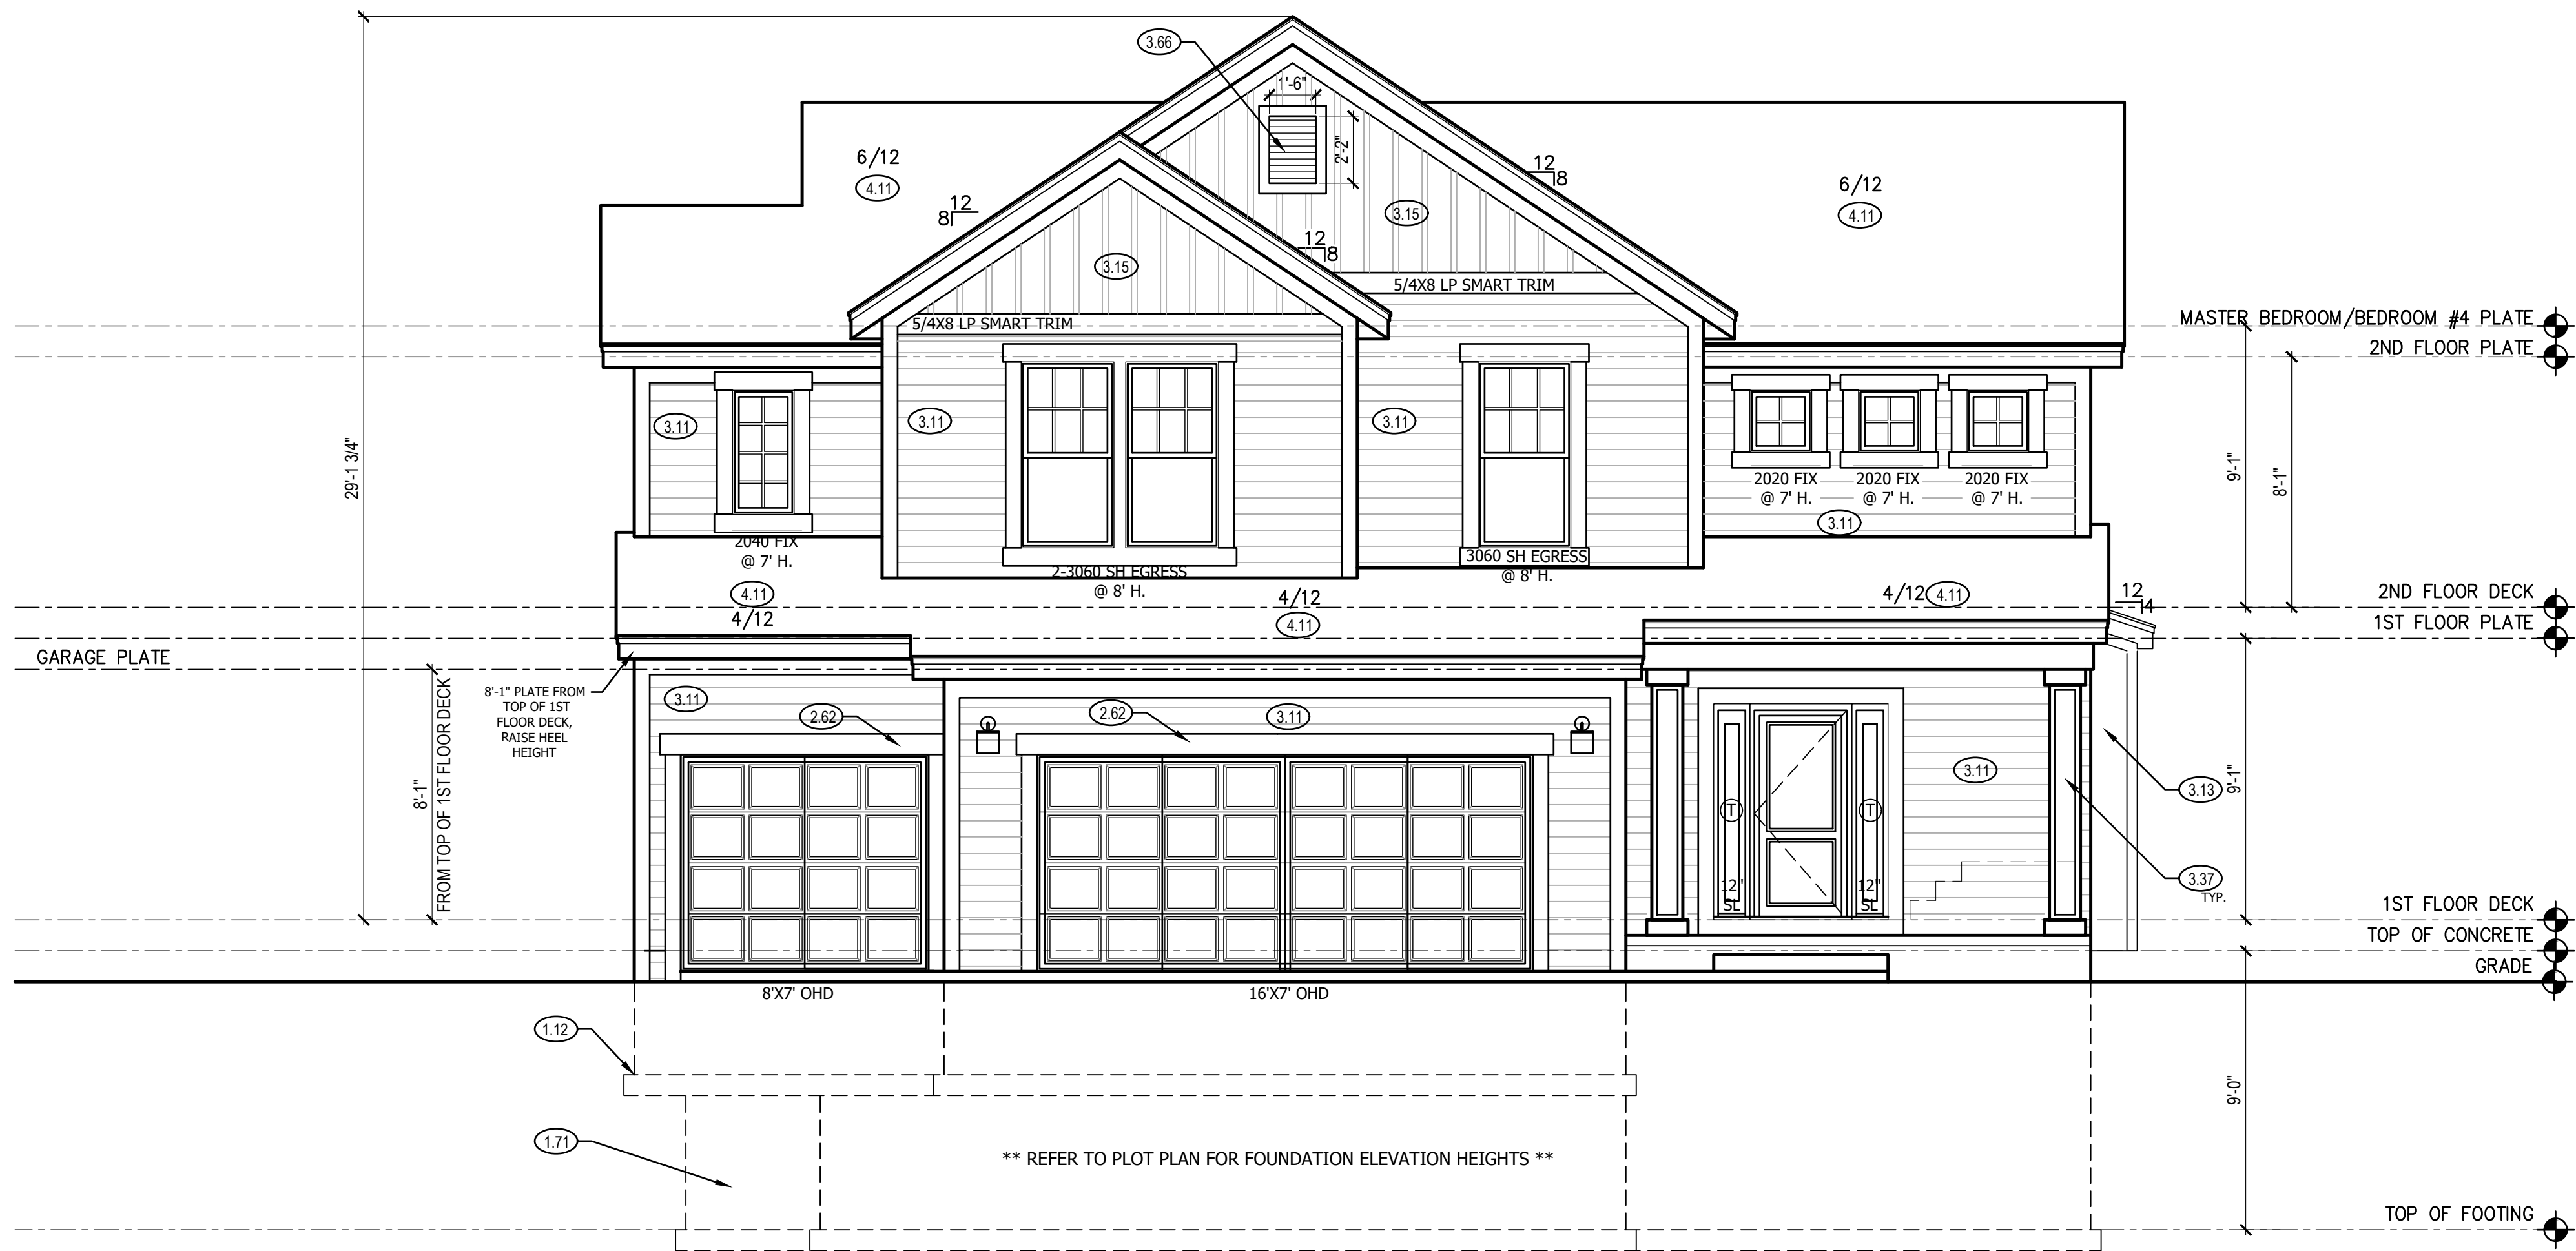 3.66
1'-6"
2'-2"
6/12
4.11
12
8
12
8
6/12
4.11
3.15
12
8
3.15
5/4X8 LP SMART TRIM
5/4X8 LP SMART TRIM
MASTER BEDROOM/BEDROOM #4 PLATE
2ND FLOOR PLATE
29'-1 3/4"
3.11
3.11
3.11
9'-1"
8'-1"
2020 FIX
@ 7' H.
2020 FIX
@ 7' H.
2020 FIX
@ 7' H.
3.11
2040 FIX
@ 7' H.
2-3060 SH EGRESS
@ 8' H.
3060 SH EGRESS
@ 8' H.
4.11
4/12
4/12
4.11
4/12
4.11
12
4
2ND FLOOR DECK
1ST FLOOR PLATE
GARAGE PLATE
8'-1"
FROM TOP OF 1ST FLOOR DECK
8'-1" PLATE FROM
TOP OF 1ST
FLOOR DECK,
RAISE HEEL
HEIGHT
3.11
2.62
2.62
3.11
3.11
T
T
12"
SL
12"
SL
3.13
9'-1"
3.37
TYP.
1ST FLOOR DECK
TOP OF CONCRETE
GRADE
8'X7' OHD
16'X7' OHD
1.12
9'-0"
1.71
** REFER TO PLOT PLAN FOR FOUNDATION ELEVATION HEIGHTS **
TOP OF FOOTING